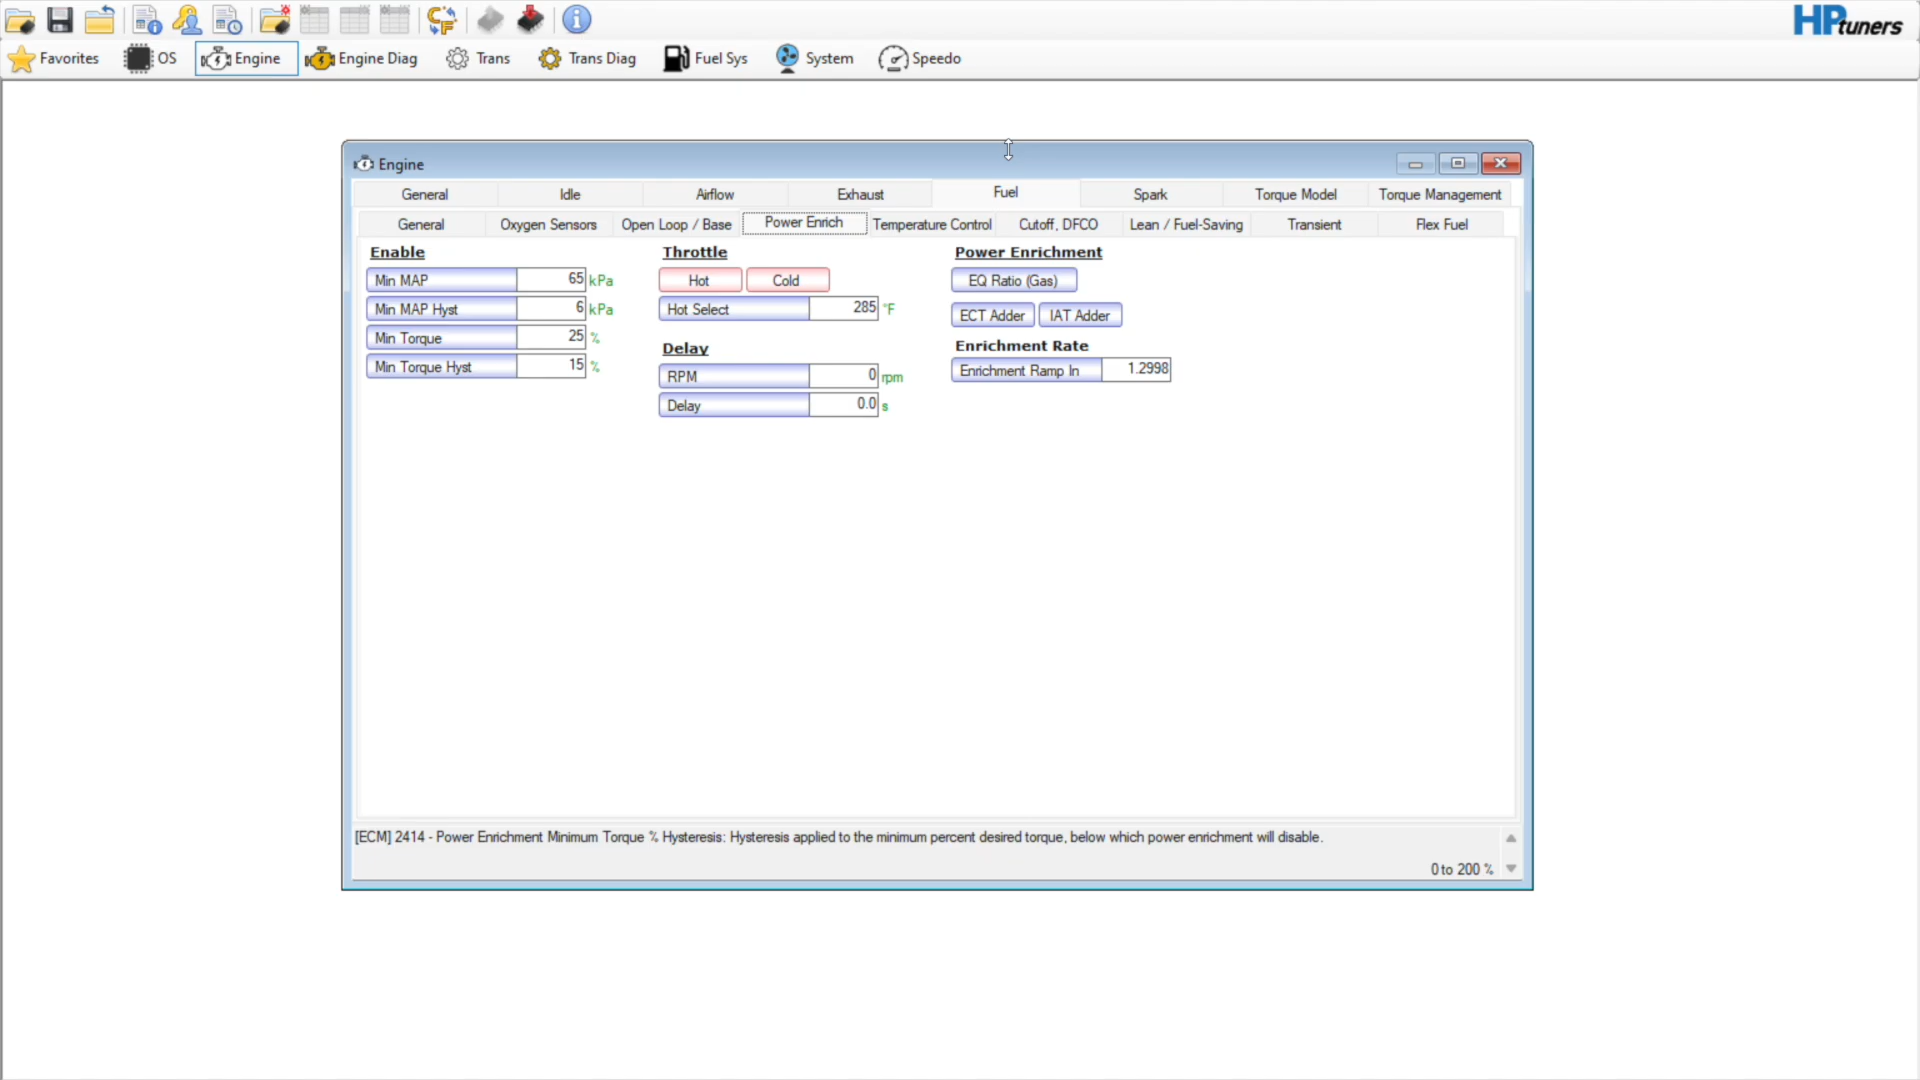 HPtuners
Favorites OS Engine Engine Diag Trans Trans Diag Fuel Sys System Speedo
Engine
General Idle Airflow Exhaust Fuel Spark Torque Model Torque Management
General Oxygen Sensors Open Loop / Base Power Enrich Temperature Control Cutoff, DFCO Lean / Fuel-Saving Transient Flex Fuel
Enable
Min MAP 65 kPa
Min MAP Hyst 6 kPa
Min Torque 25 %
Min Torque Hyst 15 %
Throttle
Hot Cold
Hot Select 285 °F
Delay
RPM 0 rpm
Delay 0.0 s
Power Enrichment
EQ Ratio (Gas)
ECT Adder IAT Adder
Enrichment Rate
Enrichment Ramp In 1.2998
[ECM] 2414 - Power Enrichment Minimum Torque % Hysteresis: Hysteresis applied to the minimum percent desired torque, below which power enrichment will disable.
0 to 200 %